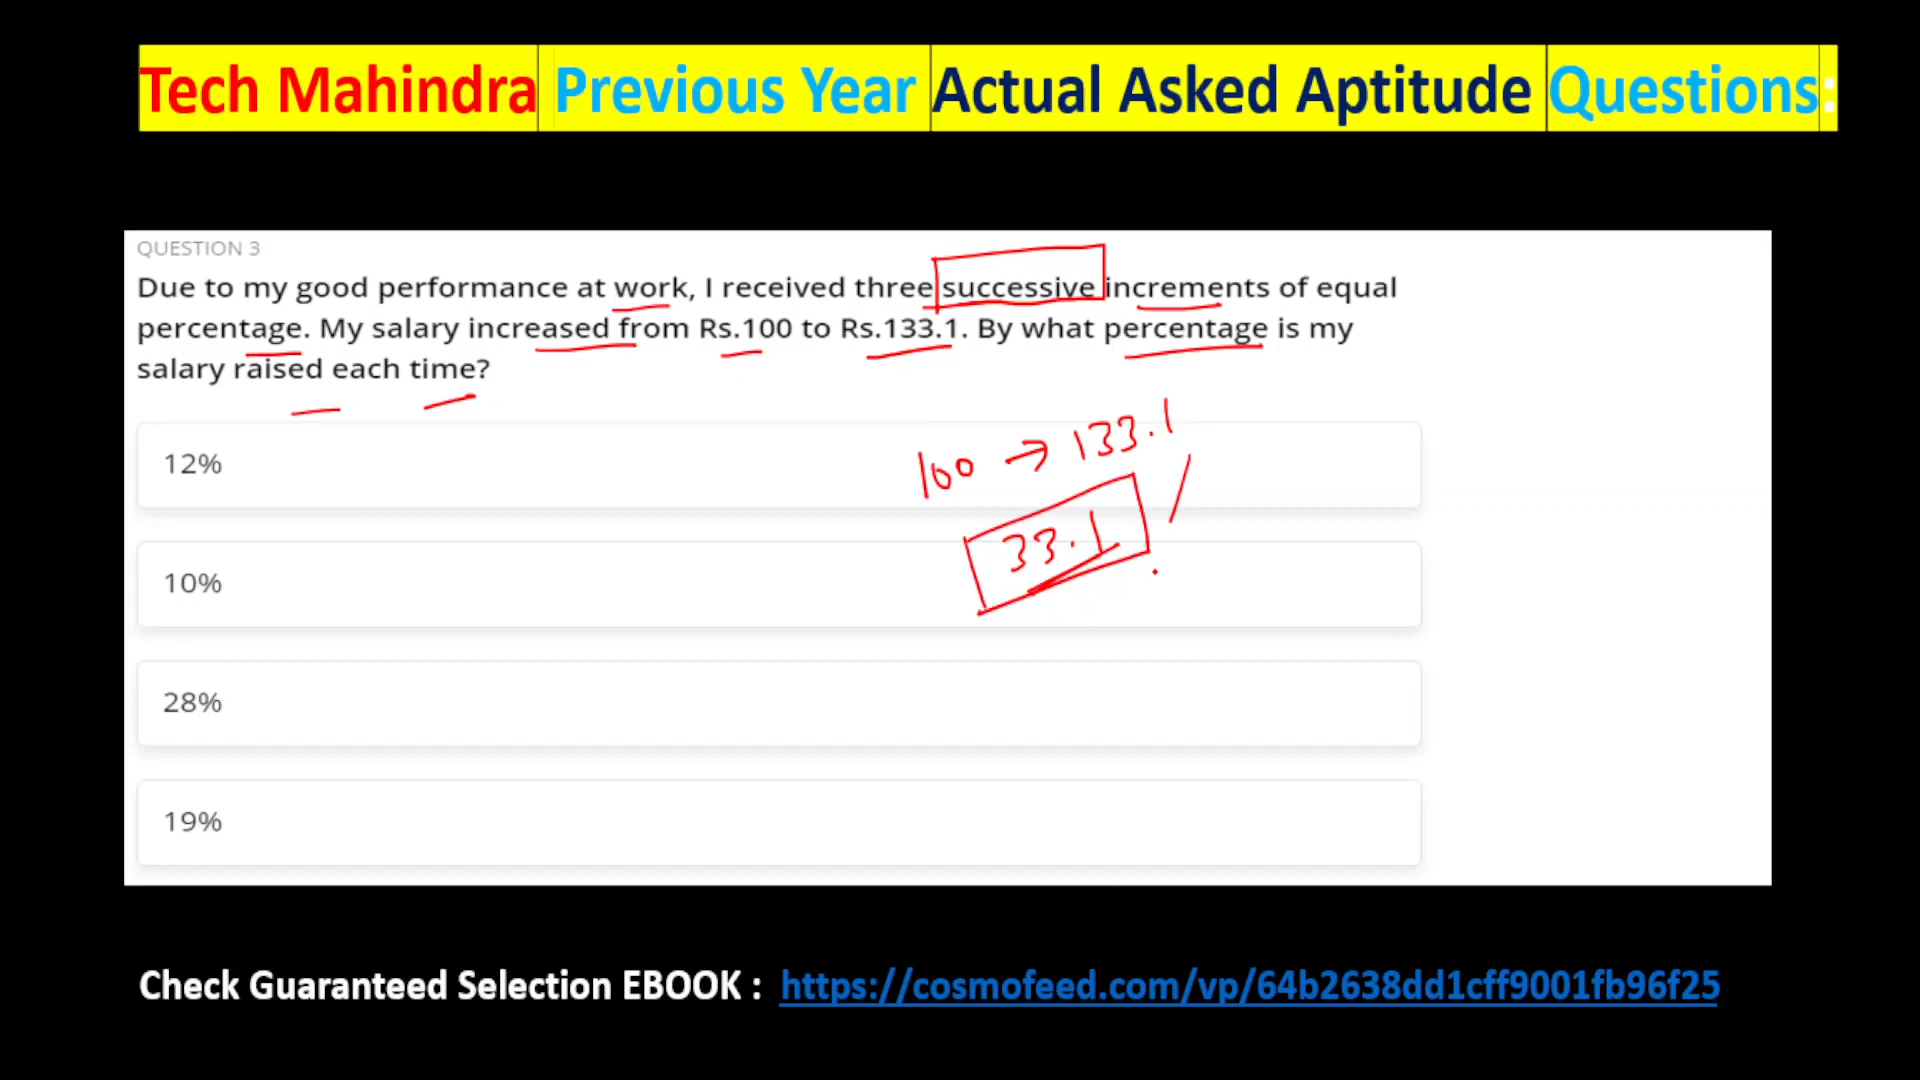 Tech Mahindra Previous Year Actual Asked Aptitude Questions:
QUESTION 3
Due to my good performance at work, I received three successive increments of equal
percentage. My salary increased from Rs.100 to Rs.133.1. By what percentage is my
salary raised each time?
100 → 133.1
12%
33.1
10%
28%
19%
Check Guaranteed Selection EBOOK : https://cosmofeed.com/vp/64b2638dd1cff9001fb96f25